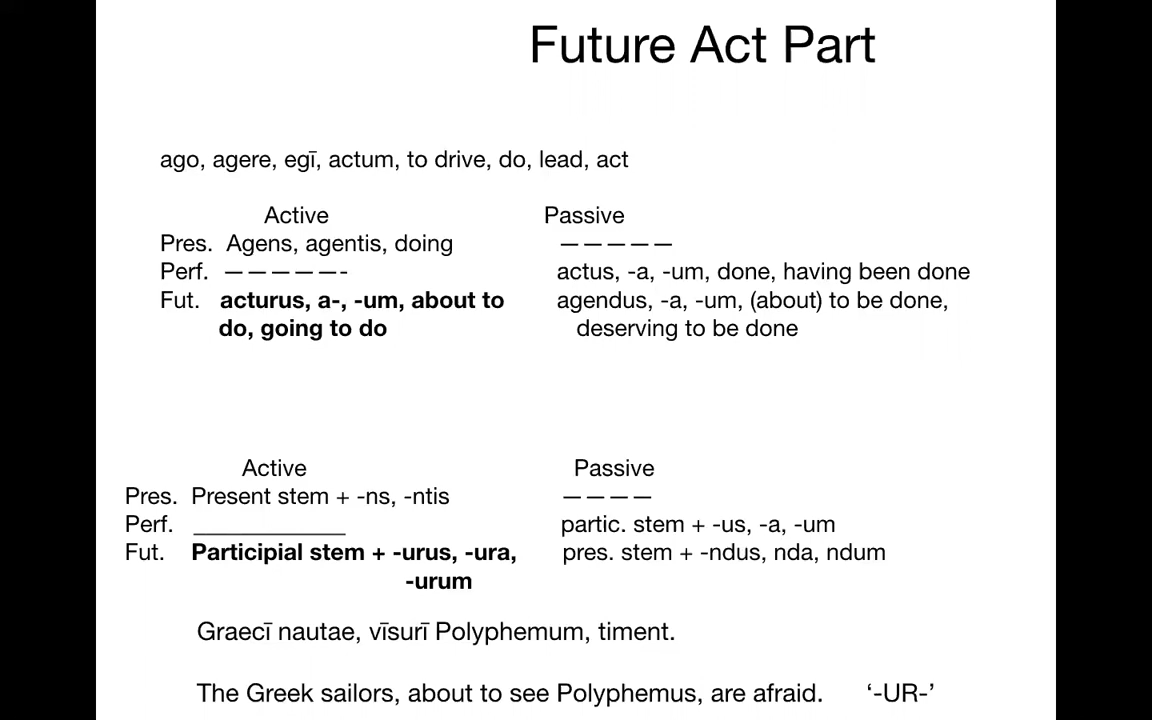 Future Act Part
ago, agere, egī, actum, to drive, do, lead, act
Active Passive
Pres. Agens, agentis, doing — — — — —
Perf. — — — — —- actus, -a, -um, done, having been done
Fut. acturus, a-, -um, about to agendus, -a, -um, (about) to be done,
do, going to do deserving to be done
Active Passive
Pres. Present stem + -ns, -ntis — — — —
Perf. ____________ partic. stem + -us, -a, -um
Fut. Participial stem + -urus, -ura, pres. stem + -ndus, nda, ndum
-urum
Graecī nautae, vīsurī Polyphemum, timent.
The Greek sailors, about to see Polyphemus, are afraid. ‘-UR-’